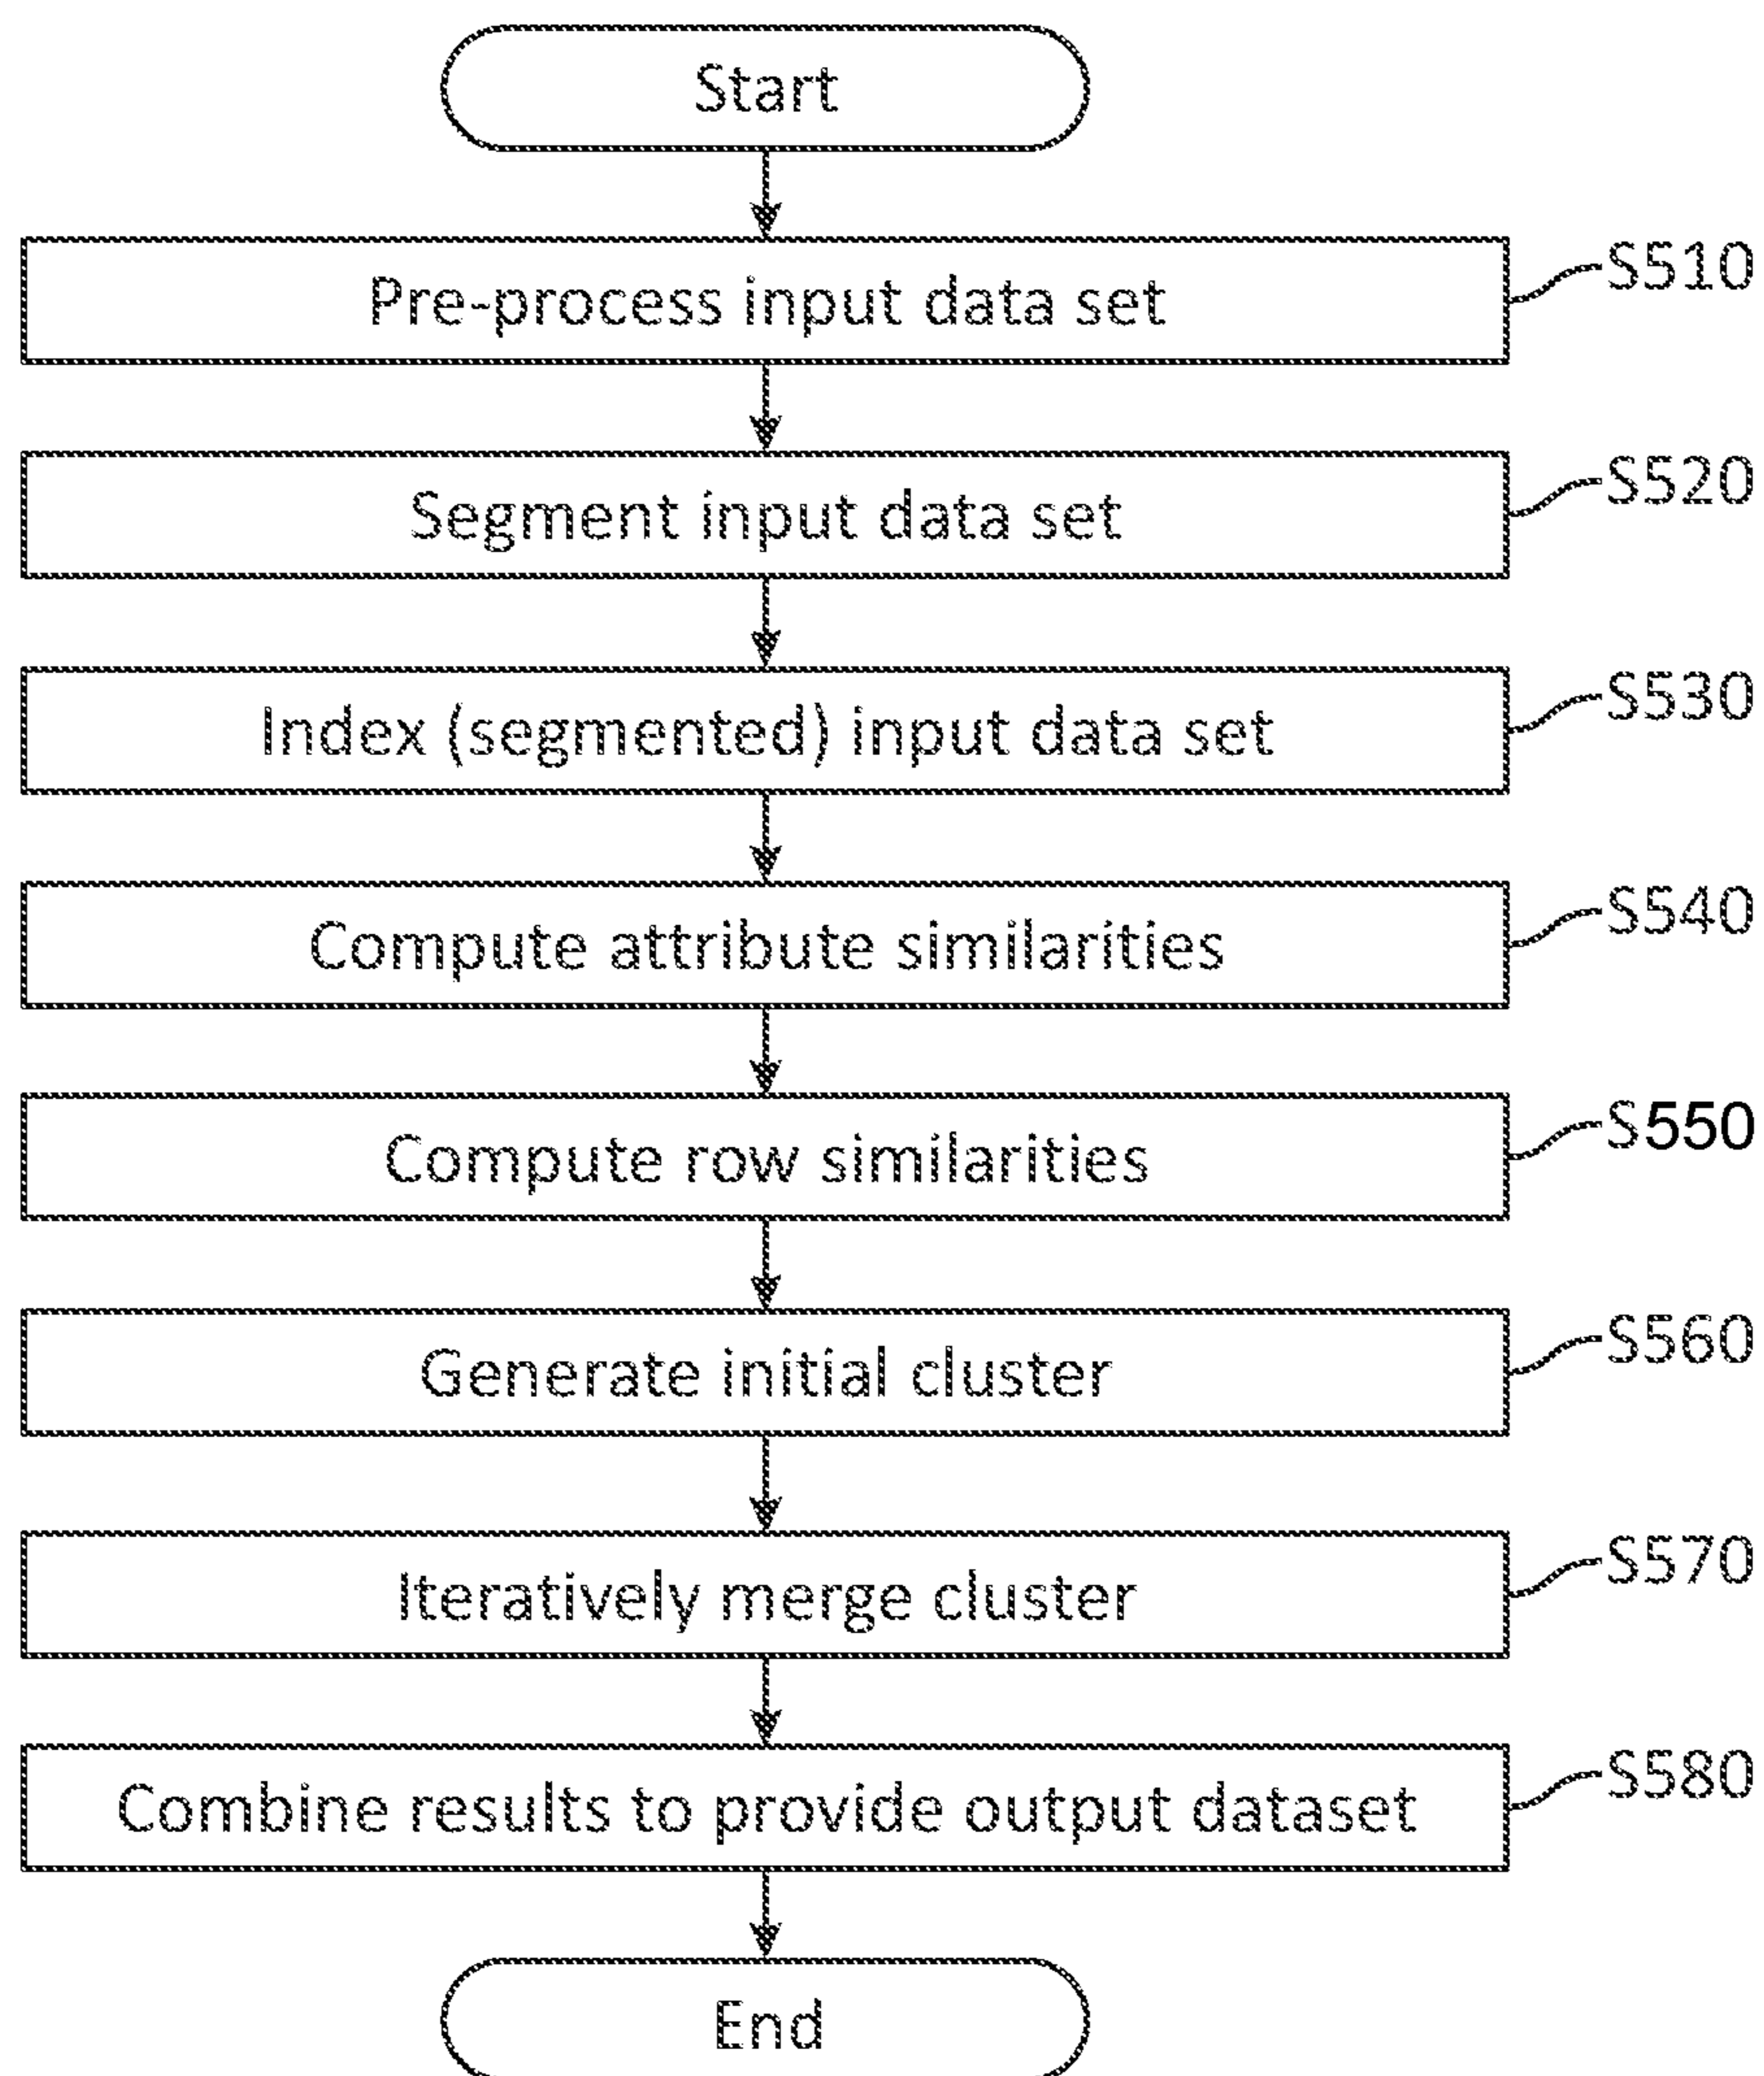 Start
Pre-process input data set
S510
Segment input data set
S520
Index (segmented) input data set
S530
Compute attribute similarities
S540
Compute row similarities
S550
Generate initial cluster
S560
Iteratively merge cluster
S570
Combine results to provide output dataset
S580
End